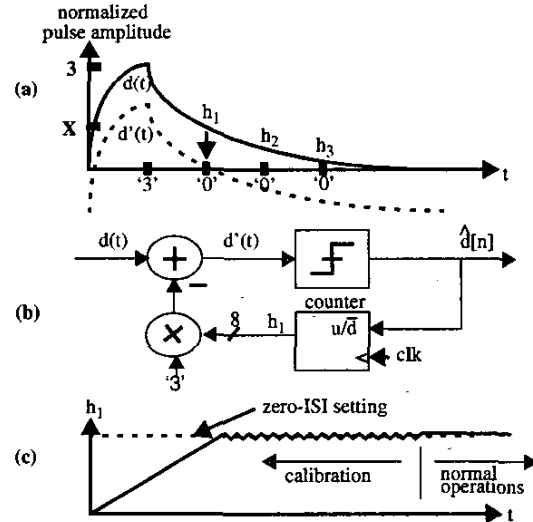 normalized
pulse amplitude
(a)
3
d(t)
X
d'(t)
h1
h2
h3
'3'
'0'
'0'
'0'
t
(b)
d(t)
+
d'(t)
d̂[n]
−
counter
×
8
h1
u/d̅
clk
'3'
(c)
h1
zero-ISI setting
calibration
normal
operations
t